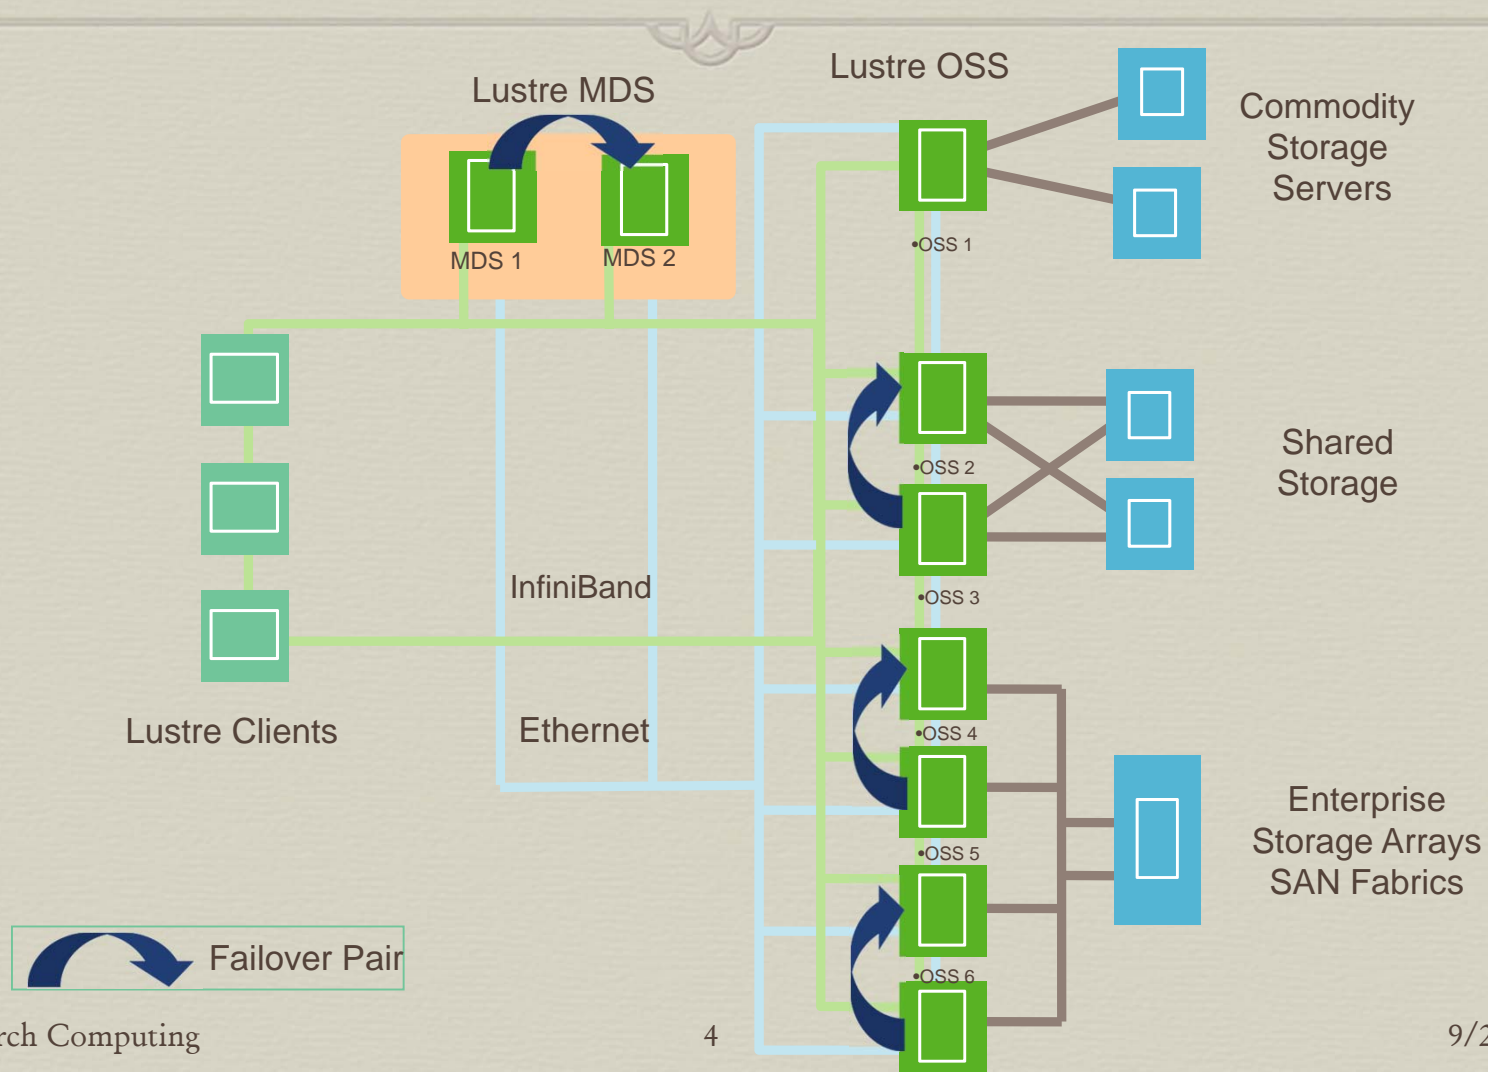 Lustre MDS
Lustre OSS
MDS 1
MDS 2
•OSS 1
Commodity
Storage
Servers
•OSS 2
Shared
Storage
•OSS 3
InfiniBand
Ethernet
Lustre Clients
•OSS 4
•OSS 5
•OSS 6
Enterprise
Storage Arrays
SAN Fabrics
Failover Pair
rch Computing
4
9/2